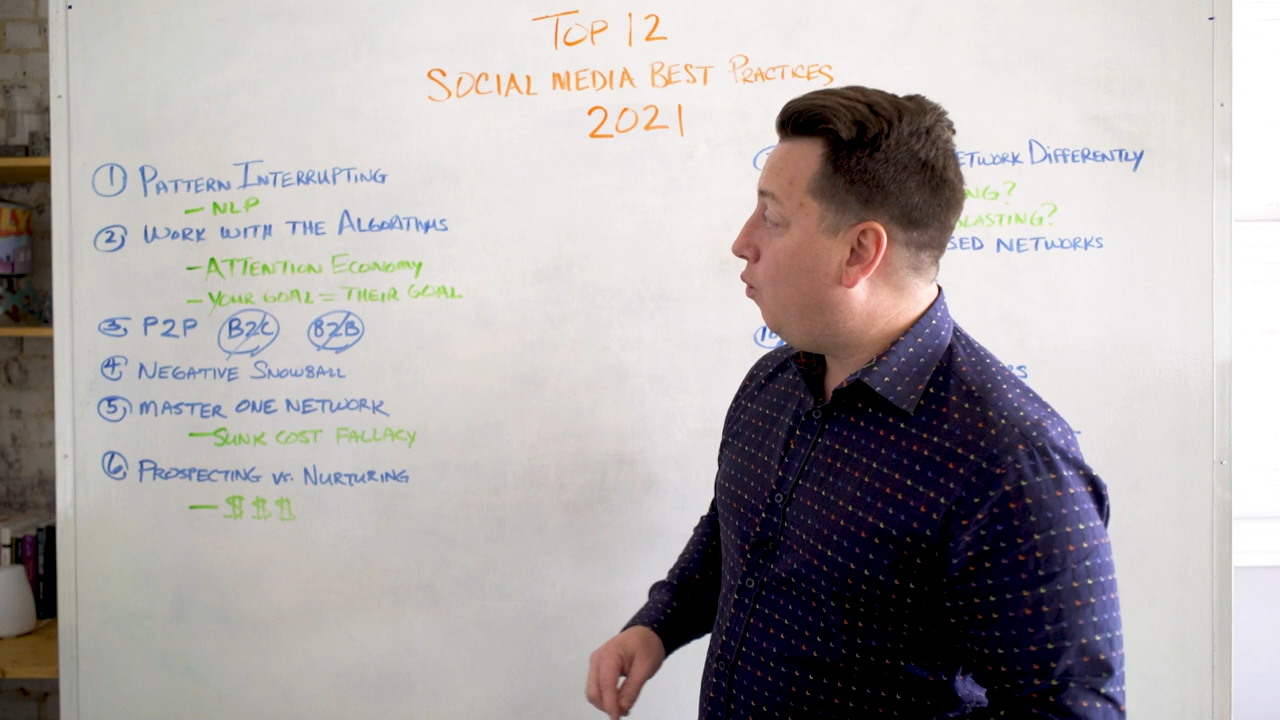 TOP 12
SOCIAL MEDIA BEST PRACTICES
2021
① PATTERN INTERRUPTING
- NLP
② WORK WITH THE ALGORITHMS
- ATTENTION ECONOMY
- YOUR GOAL = THEIR GOAL
③ P2P B2C B2B
④ NEGATIVE SNOWBALL
⑤ MASTER ONE NETWORK
- SUNK COST FALLACY
⑥ PROSPECTING vs. NURTURING
- $ $ $
DIFFERENTLY
NETWORKS